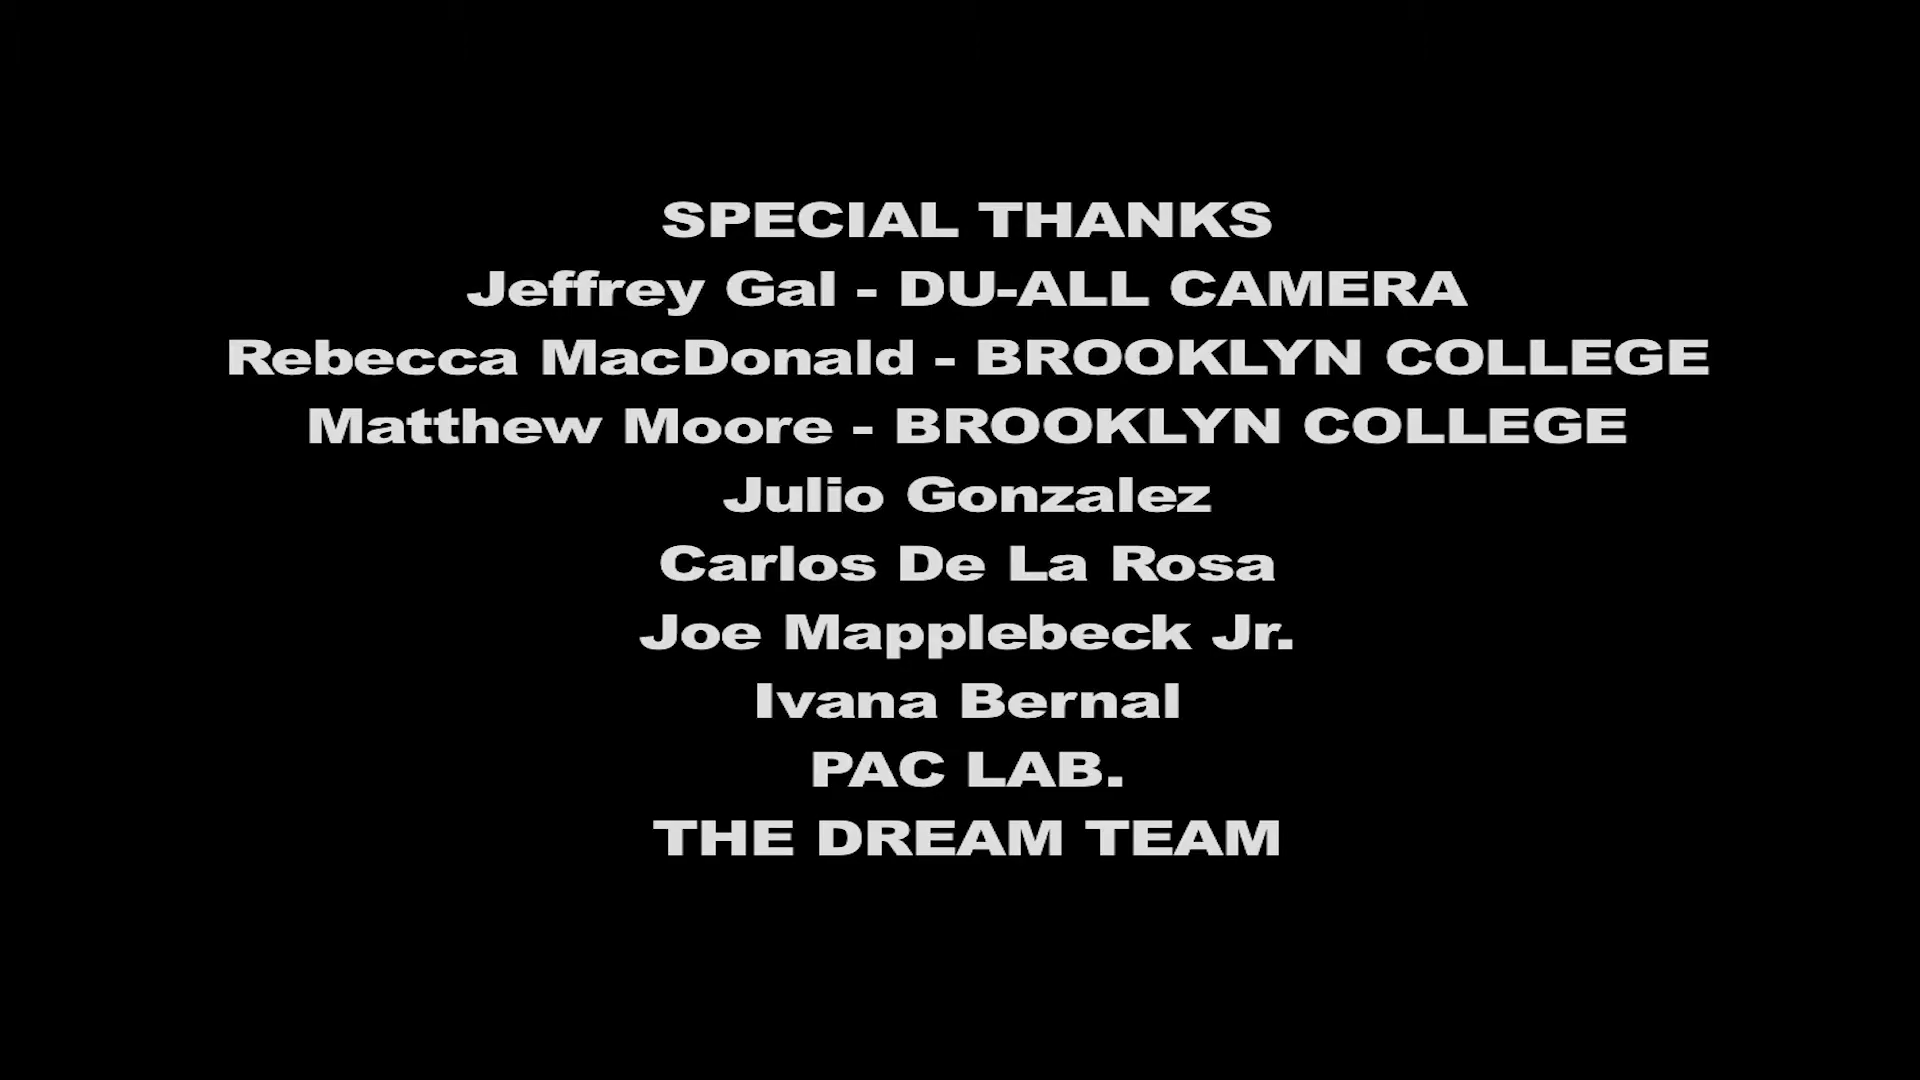 SPECIAL THANKS
Jeffrey Gal - DU-ALL CAMERA
Rebecca MacDonald - BROOKLYN COLLEGE
Matthew Moore - BROOKLYN COLLEGE
Julio Gonzalez
Carlos De La Rosa
Joe Mapplebeck Jr.
Ivana Bernal
PAC LAB.
THE DREAM TEAM